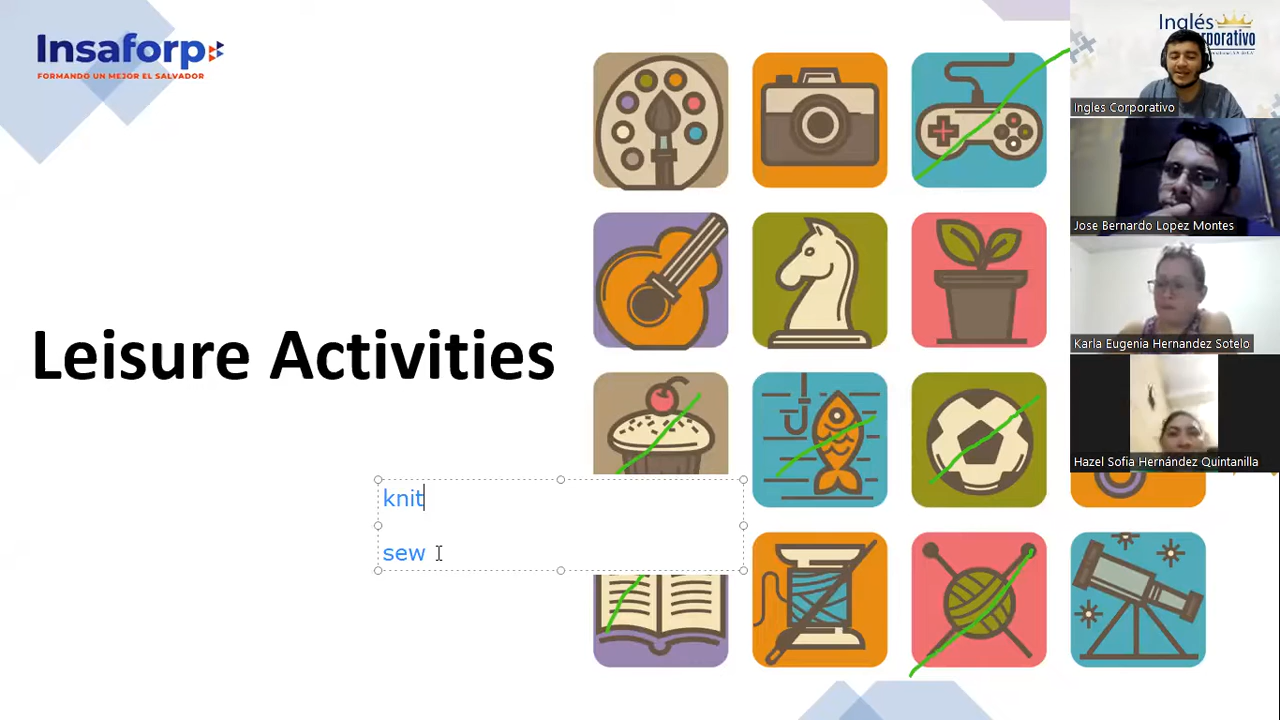 Insaforp
FORMANDO UN MEJOR EL SALVADOR
Leisure Activities
knit
sew
Inglés
Corporativo
Ingles Corporativo
Jose Bernardo Lopez Montes
Karla Eugenia Hernandez Sotelo
Hazel Sofia Hernández Quintanilla